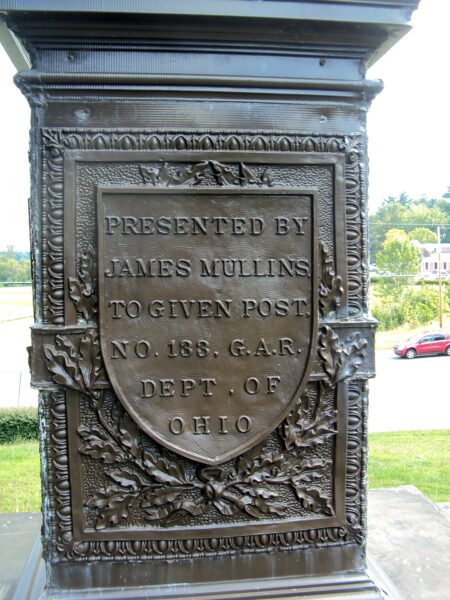 PRESENTED BY
JAMES MULLINS
TO GIVEN POST.
NO. 133. G.A.R.
DEPT. OF
OHIO